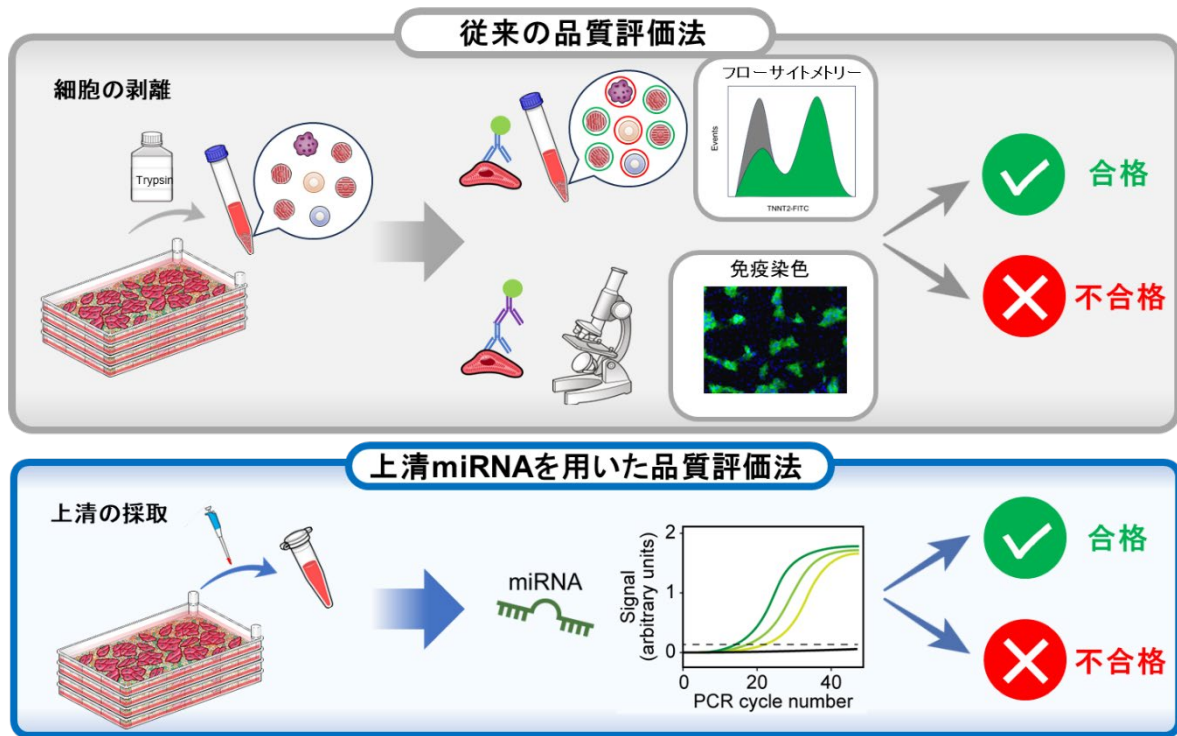 従来の品質評価法
細胞の剥離
Trypsin
フローサイトメトリー
Events
TNNT2-FITC
免疫染色
合格
不合格
上清miRNAを用いた品質評価法
上清の採取
miRNA
Signal
(arbitrary units)
2
1
0
0 20 40
PCR cycle number
合格
不合格